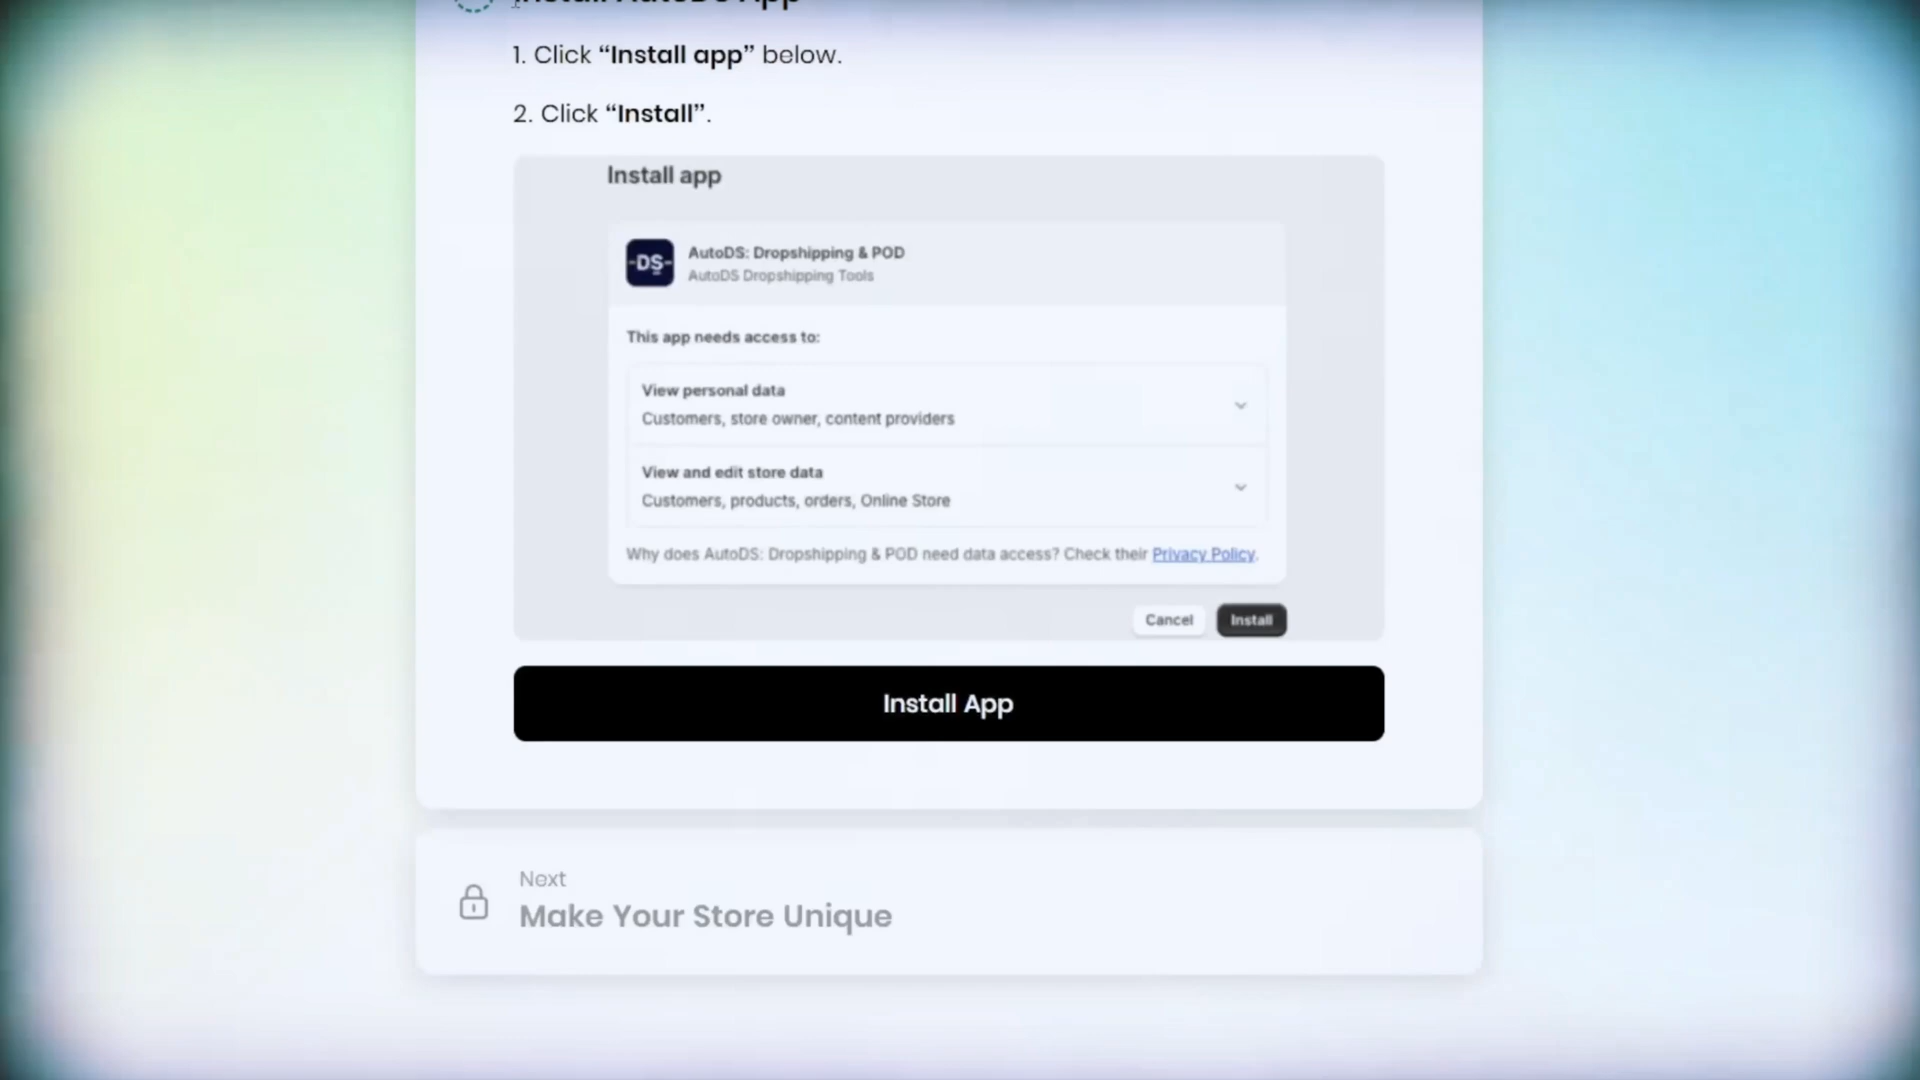 Install AutoDS App
1. Click “Install app” below.
2. Click “Install”.
Install app
-DS-
AutoDS: Dropshipping & POD
AutoDS Dropshipping Tools
This app needs access to:
View personal data
Customers, store owner, content providers
View and edit store data
Customers, products, orders, Online Store
Why does AutoDS: Dropshipping & POD need data access? Check their Privacy Policy.
Cancel
Install
Install App
Next
Make Your Store Unique